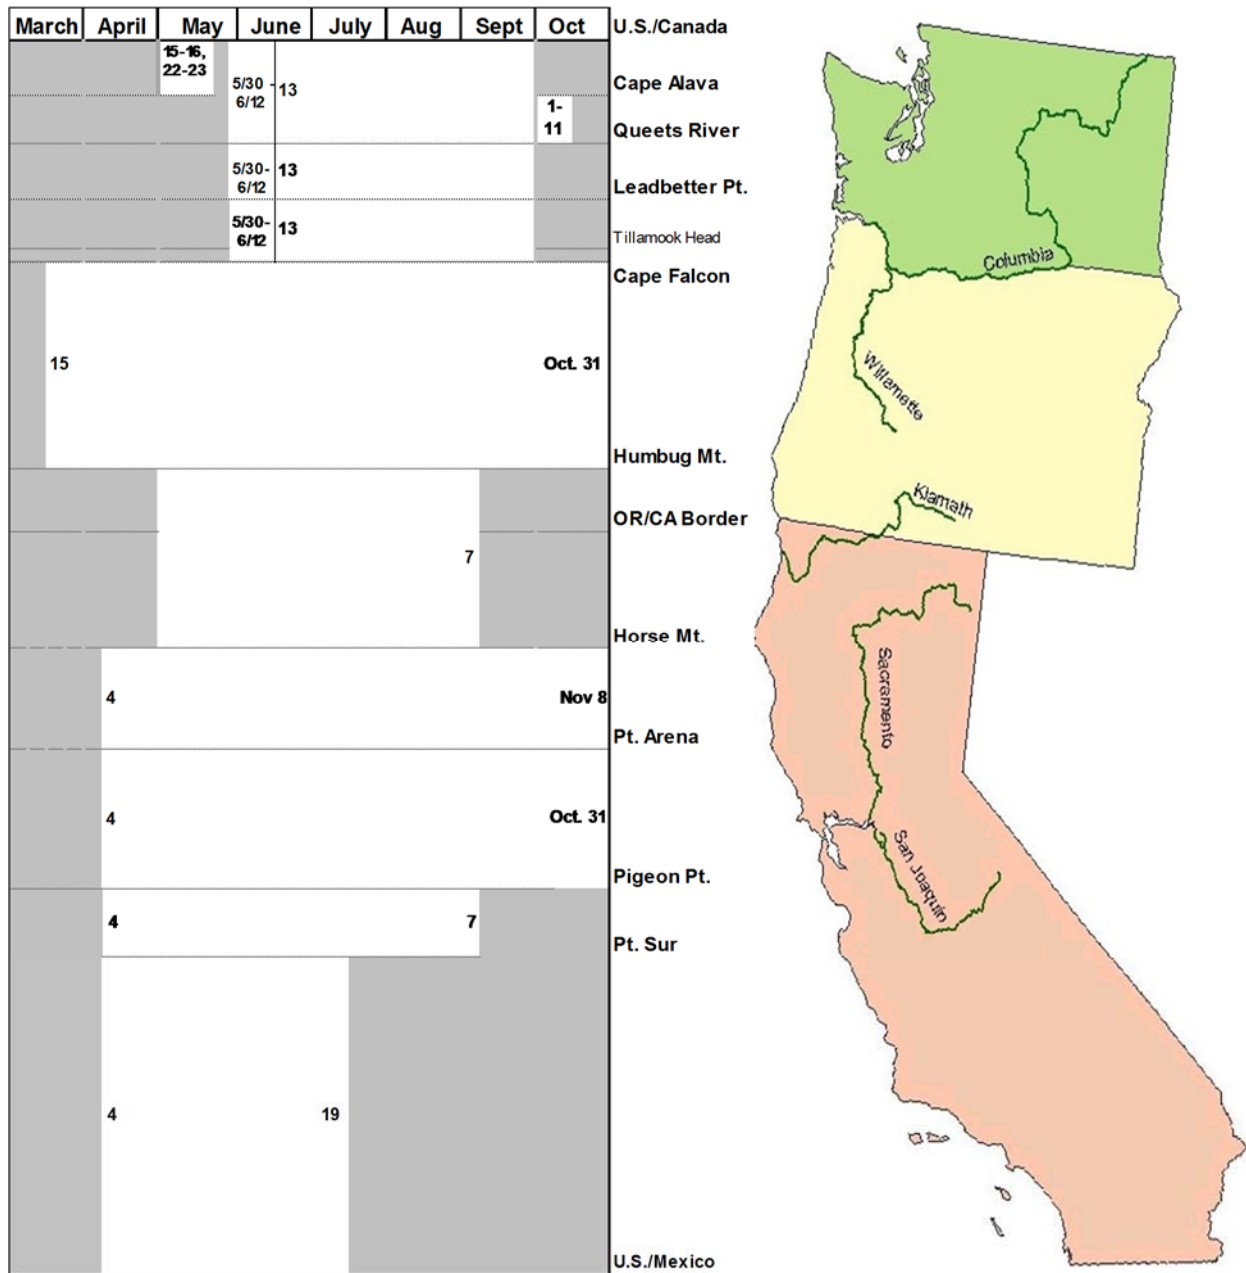 March April May June July Aug Sept Oct
U.S./Canada
15-16,
22-23
5/30
6/12
13
Cape Alava
1-
11
Queets River
5/30-
6/12
13
Leadbetter Pt.
5/30-
6/12
13
Tillamook Head
Cape Falcon
15
Oct. 31
Humbug Mt.
OR/CA Border
7
Horse Mt.
4
Nov 8
Pt. Arena
4
Oct. 31
Pigeon Pt.
4
7
Pt. Sur
4
19
U.S./Mexico
Columbia
Willamette
Klamath
Sacramento
San Joaquin